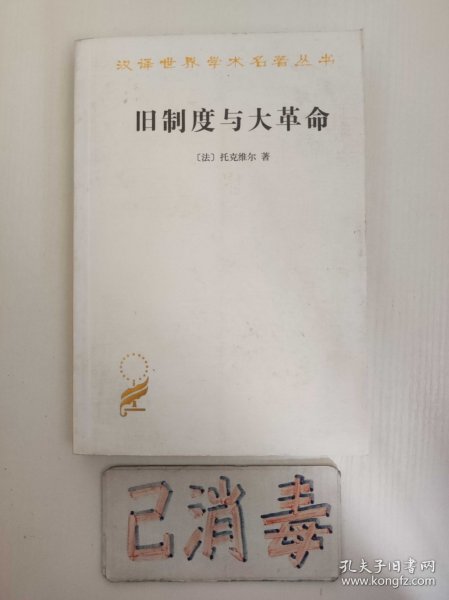 汉译世界学术名著丛书
旧制度与大革命
〔法〕托克维尔 著
已消毒
孔夫子旧书网
www.kongfz.com